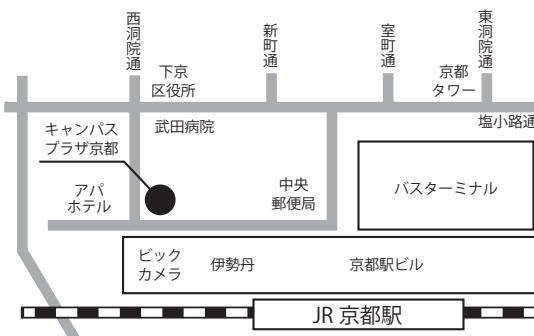 西洞院通
新町通
室町通
東洞院通
下京
区役所
京都
タワー
塩小路通
キャンパス
プラザ京都
武田病院
アパ
ホテル
中央
郵便局
バスターミナル
ビック
カメラ
伊勢丹
京都駅ビル
JR 京都駅